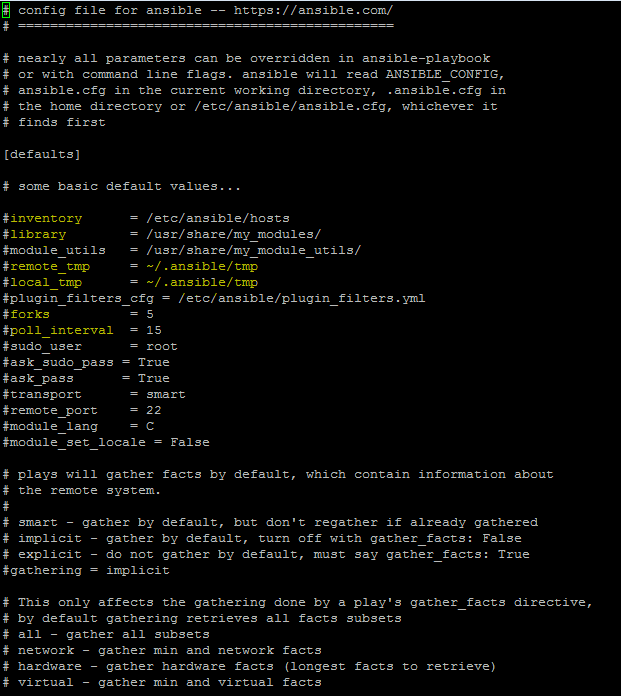 # config file for ansible -- https://ansible.com/
# ===============================================

# nearly all parameters can be overridden in ansible-playbook
# or with command line flags. ansible will read ANSIBLE_CONFIG,
# ansible.cfg in the current working directory, .ansible.cfg in
# the home directory or /etc/ansible/ansible.cfg, whichever it
# finds first

[defaults]

# some basic default values...

#inventory      = /etc/ansible/hosts
#library        = /usr/share/my_modules/
#module_utils   = /usr/share/my_module_utils/
#remote_tmp     = ~/.ansible/tmp
#local_tmp      = ~/.ansible/tmp
#plugin_filters_cfg = /etc/ansible/plugin_filters.yml
#forks          = 5
#poll_interval  = 15
#sudo_user      = root
#ask_sudo_pass = True
#ask_pass      = True
#transport      = smart
#remote_port    = 22
#module_lang    = C
#module_set_locale = False

# plays will gather facts by default, which contain information about
# the remote system.
#
# smart - gather by default, but don't regather if already gathered
# implicit - gather by default, turn off with gather_facts: False
# explicit - do not gather by default, must say gather_facts: True
#gathering = implicit

# This only affects the gathering done by a play's gather_facts directive,
# by default gathering retrieves all facts subsets
# all - gather all subsets
# network - gather min and network facts
# hardware - gather hardware facts (longest facts to retrieve)
# virtual - gather min and virtual facts